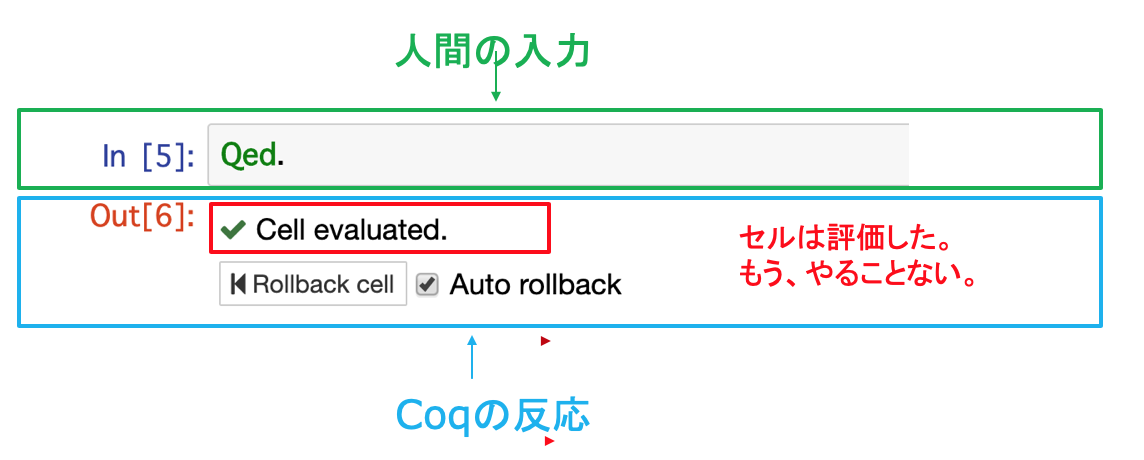 人間の入力
In [5]: Qed.
Out[6]: Cell evaluated.
セルは評価した。
もう、やることない。
Rollback cell Auto rollback
Coqの反応